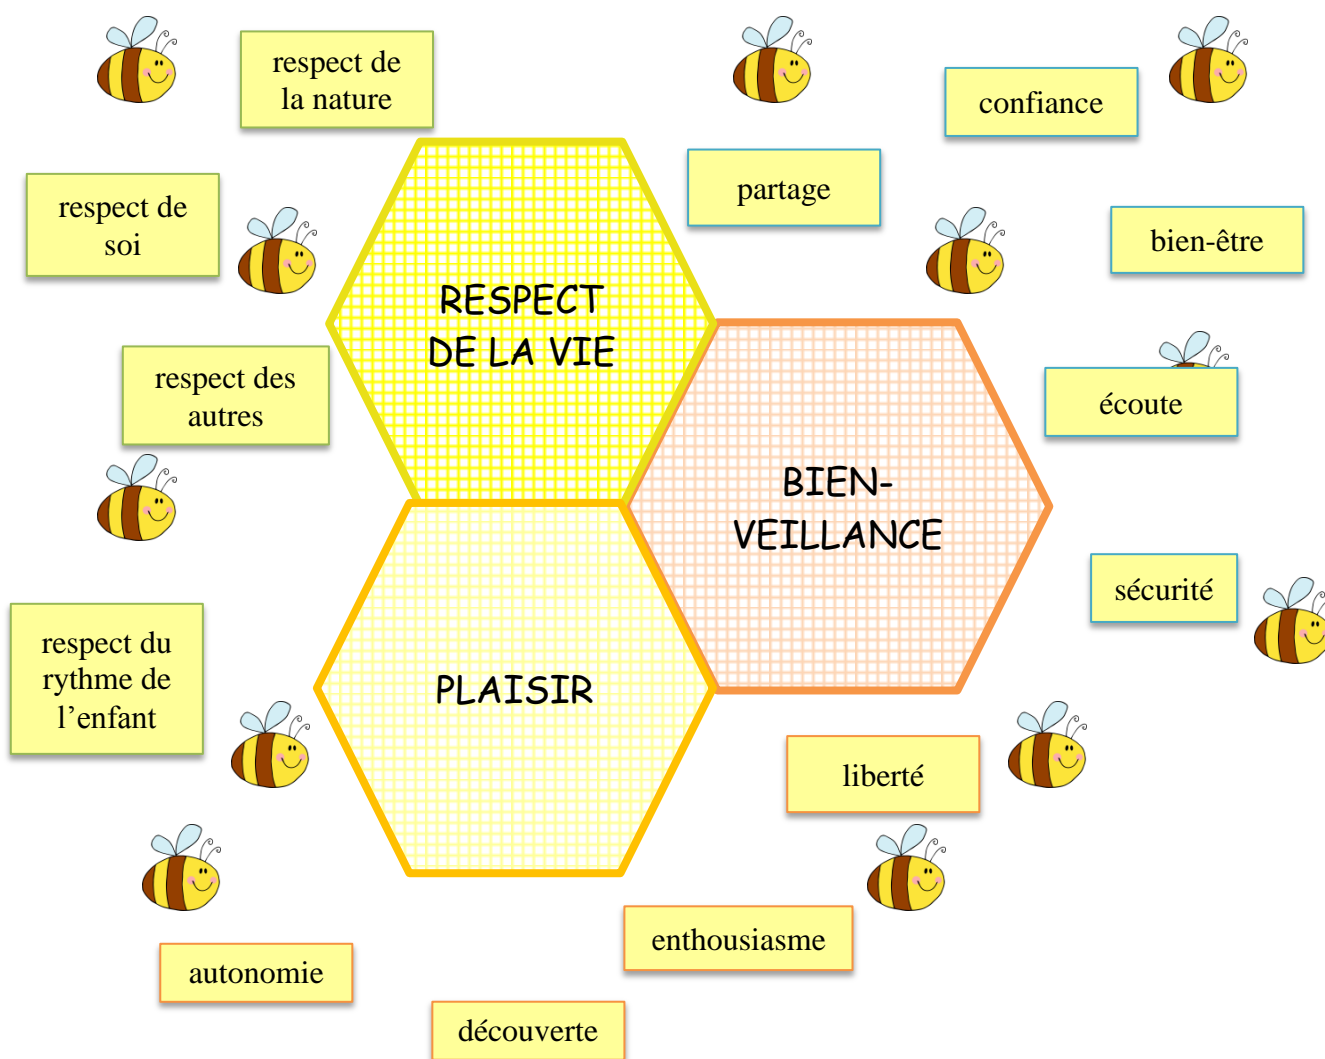 respect de
la nature
confiance
partage
respect de
soi
bien-être
RESPECT
DE LA VIE
respect des
autres
écoute
BIEN-
VEILLANCE
sécurité
respect du
rythme de
l’enfant
PLAISIR
liberté
enthousiasme
autonomie
découverte